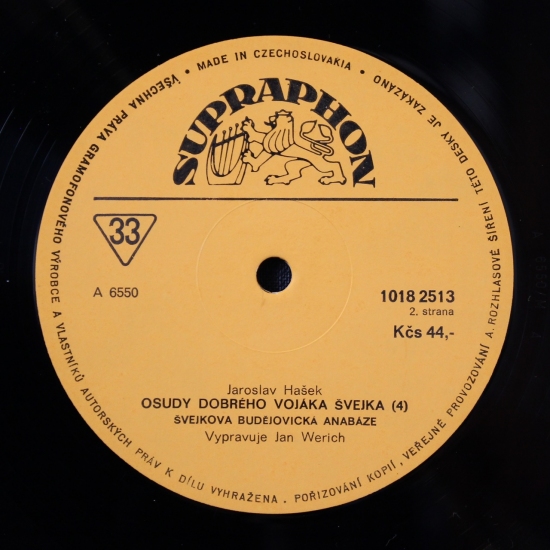 VŠECHNA PRÁVA GRAMOFONOVÉHO VÝROBCE A VLASTNÍKŮ AUTORSKÝCH PRÁV K DÍLU VYHRAŽENA . POŘIZOVÁNÍ KOPIÍ, VEŘEJNÉ PROVOZOVÁNÍ A ROZHLASOVÉ ŠÍŘENÍ TÉTO DESKY JE ZAKÁZÁNO
• MADE IN CZECHOSLOVAKIA •
SUPRAPHON
33
A 6550
1018 2513
2. strana
Kčs 44,-
Jaroslav Hašek
OSUDY DOBRÉHO VOJÁKA ŠVEJKA (4)
ŠVEJKOVA BUDĚJOVICKÁ ANABÁZE
Vypravuje Jan Werich